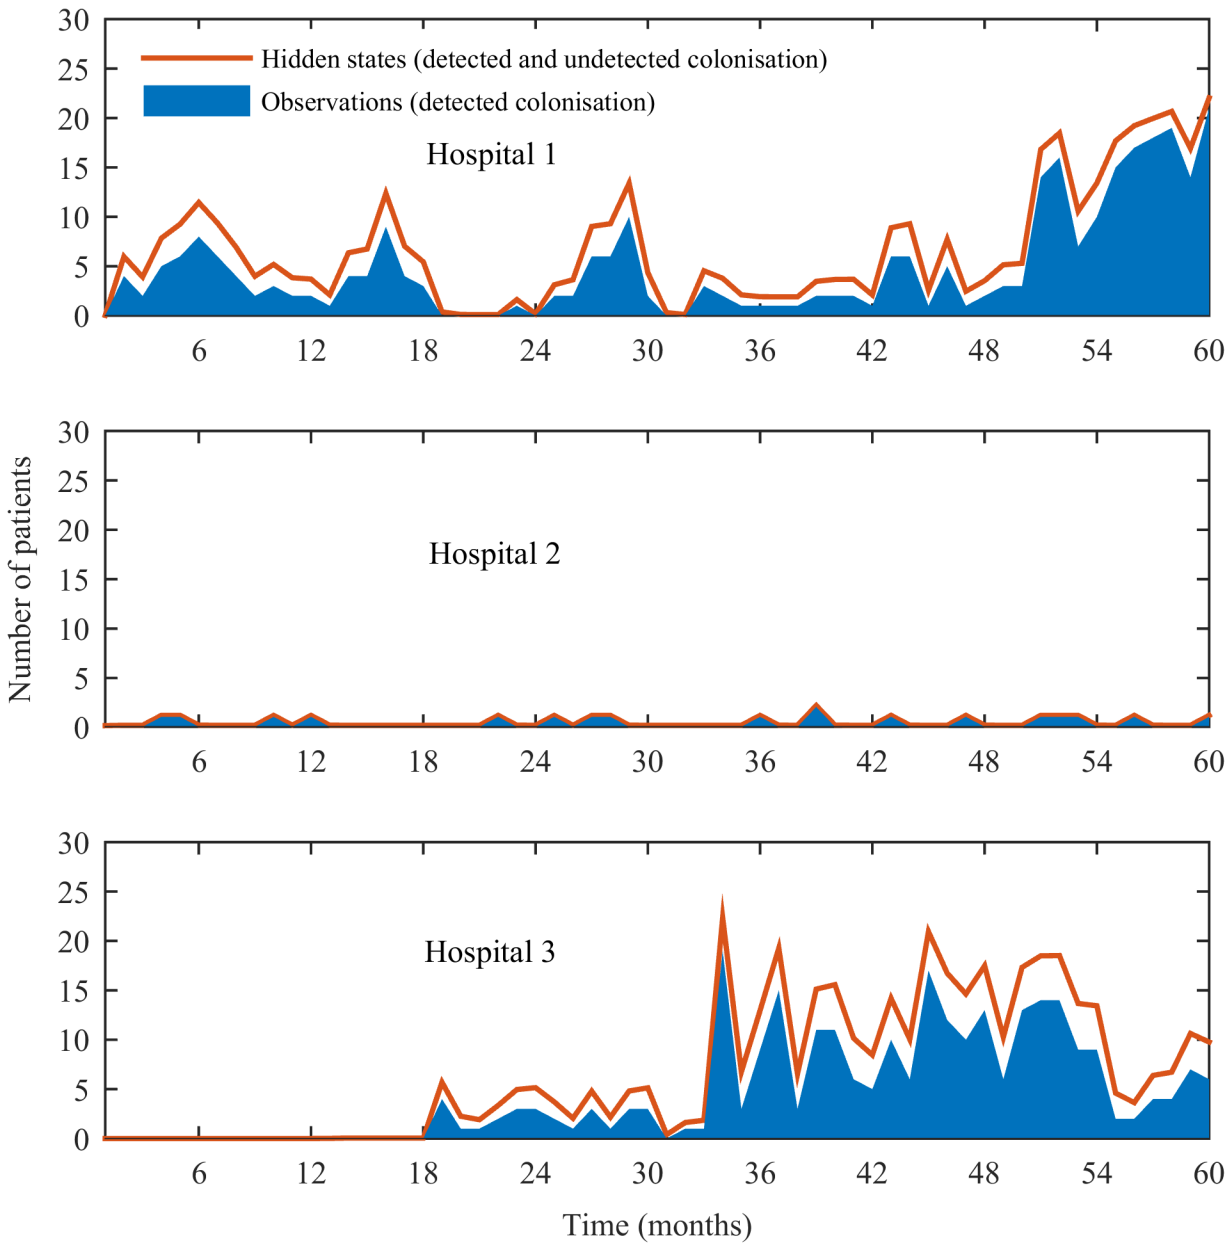 30
25
20
15
10
5
0
Hidden states (detected and undetected colonisation)
Observations (detected colonisation)
Hospital 1
6 12 18 24 30 36 42 48 54 60
Number of patients
30
25
20
15
10
5
0
Hospital 2
6 12 18 24 30 36 42 48 54 60
30
25
20
15
10
5
0
Hospital 3
6 12 18 24 30 36 42 48 54 60
Time (months)